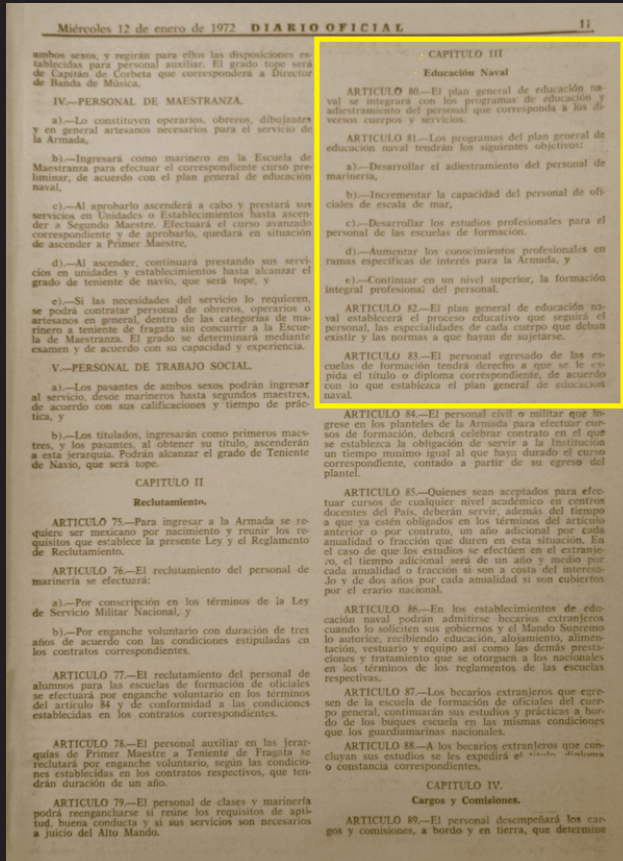 Miércoles 12 de enero de 1972 DIARIO OFICIAL 11
ambos sexos, y regirán para ellos las disposiciones es-
tablecidas para personal auxiliar. El grado tope será
de Capitán de Corbeta que corresponderá a Director
de Banda de Música.
IV.—PERSONAL DE MAESTRANZA.
a).—Lo constituyen operarios, obreros, dibujantes
y en general artesanos necesarios para el servicio de
la Armada,
b).—Ingresará como marinero en la Escuela de
Maestranza para efectuar el correspondiente curso pre-
liminar, de acuerdo con el plan general de educación
naval,
c).—Al aprobarlo ascenderá a cabo y prestará sus
servicios en Unidades o Establecimientos hasta ascen-
der a Segundo Maestre. Efectuará el curso avanzado
correspondiente y de aprobarlo, quedará en situación
de ascender a Primer Maestre,
d).—Al ascender, continuará prestando sus servi-
cios en unidades y establecimientos hasta alcanzar el
grado de teniente de navío, que será tope, y
e).—Si las necesidades del servicio lo requieren,
se podrá contratar personal de obreros, operarios o
artesanos en general, dentro de las categorías de ma-
rinero a teniente de fragata sin concurrir a la Escue-
la de Maestranza. El grado se determinará mediante
examen y de acuerdo con su capacidad y experiencia.
V.—PERSONAL DE TRABAJO SOCIAL.
a).—Los pasantes de ambos sexos podrán ingresar
al servicio, desde marineros hasta segundos maestres,
de acuerdo con sus calificaciones y tiempo de prác-
tica, y
b).—Los titulados, ingresarán como primeros maes-
tres, y los pasantes, al obtener su título, ascenderán
a esta jerarquía. Podrán alcanzar el grado de Teniente
de Navío, que será tope.
CAPITULO II
Reclutamiento.
ARTICULO 75.—Para ingresar a la Armada se re-
quiere ser mexicano por nacimiento y reunir los re-
quisitos que establece la presente Ley y el Reglamento
de Reclutamiento.
ARTICULO 76.—El reclutamiento del personal de
marinería se efectuará:
a).—Por conscripción en los términos de la Ley
de Servicio Militar Nacional, y
b).—Por enganche voluntario con duración de tres
años de acuerdo con las condiciones estipuladas en
los contratos correspondientes.
ARTICULO 77.—El reclutamiento del personal de
alumnos para las escuelas de formación de oficiales
se efectuará por enganche voluntario en los términos
del artículo 84 y de conformidad a las condiciones
establecidas en los contratos correspondientes.
ARTICULO 78.—El personal auxiliar en las jerar-
quías de Primer Maestre a Teniente de Fragata se
reclutará por enganche voluntario, según las condicio-
nes establecidas en los contratos respectivos, que ten-
drán duración de un año.
ARTICULO 79.—El personal de clases y marinería
podrá reengancharse si reúne los requisitos de apti-
tud, buena conducta y si sus servicios son necesarios
a juicio del Alto Mando.
CAPITULO III
Educación Naval
ARTICULO 80.—El plan general de educación na-
val se integrará con los programas de educación y
adiestramiento del personal que corresponda a los di-
versos cuerpos y servicios.
ARTICULO 81.—Los programas del plan general de
educación naval tendrán los siguientes objetivos:
a).—Desarrollar el adiestramiento del personal de
marinería,
b).—Incrementar la capacidad del personal de ofi-
ciales de escala de mar,
c).—Desarrollar los estudios profesionales para el
personal de las escuelas de formación.
d).—Aumentar los conocimientos profesionales en
ramas específicas de interés para la Armada, y
e).—Continuar en un nivel superior, la formación
integral profesional del personal.
ARTICULO 82.—El plan general de educación na-
val establecerá el proceso educativo que seguirá el
personal, las especialidades de cada cuerpo que deban
existir y las normas a que hayan de sujetarse.
ARTICULO 83.—El personal egresado de las es-
cuelas de formación tendrá derecho a que se le ex-
pida el título o diploma correspondiente, de acuerdo
con lo que establezca el plan general de educación
naval.
ARTICULO 84.—El personal civil o militar que in-
grese en los planteles de la Armada para efectuar cur-
sos de formación, deberá celebrar contrato en el que
se establezca la obligación de servir a la Institución
un tiempo mínimo igual al que haya durado el curso
correspondiente, contado a partir de su egreso del
plantel.
ARTICULO 85.—Quienes sean aceptados para efec-
tuar cursos de cualquier nivel académico en centros
docentes del País, deberán servir, además del tiempo
a que ya estén obligados en los términos del artículo
anterior o por contrato, un año adicional por cada
anualidad o fracción que duren en esta situación. En
el caso de que los estudios se efectúen en el extranje-
ro, el tiempo adicional será de un año y medio por
cada anualidad o fracción si son a costa del interesa-
do y de dos años por cada anualidad si son cubiertos
por el erario nacional.
ARTICULO 86.—En los establecimientos de edu-
cación naval podrán admitirse becarios extranjeros
cuando lo soliciten sus gobiernos y el Mando Supremo
lo autorice, recibiendo educación, alojamiento, alimen-
tación, vestuario y equipo así como las demás presta-
ciones y tratamiento que se otorguen a los nacionales
en los términos de los reglamentos de las escuelas
respectivas.
ARTICULO 87.—Los becarios extranjeros que egre-
sen de la escuela de formación de oficiales del cuer-
po general, continuarán sus estudios y prácticas a bor-
do de los buques escuela en las mismas condiciones
que los guardiamarinas nacionales.
ARTICULO 88.—A los becarios extranjeros que con-
cluyan sus estudios se les expedirá el título diploma
o constancia correspondientes.
CAPITULO IV.
Cargos y Comisiones.
ARTICULO 89.—El personal desempeñará los car-
gos y comisiones, a bordo y en tierra, que determine